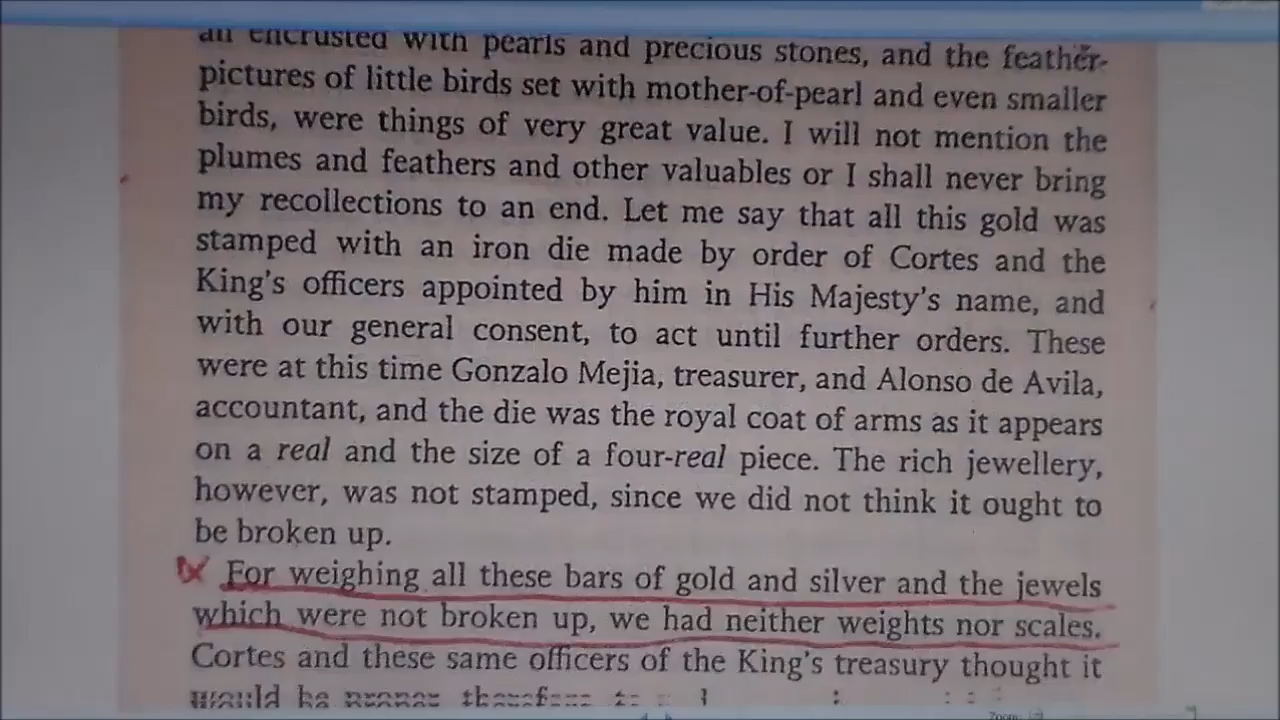 all encrusted with pearls and precious stones, and the feather-
pictures of little birds set with mother-of-pearl and even smaller
birds, were things of very great value. I will not mention the
plumes and feathers and other valuables or I shall never bring
my recollections to an end. Let me say that all this gold was
stamped with an iron die made by order of Cortes and the
King's officers appointed by him in His Majesty's name, and
with our general consent, to act until further orders. These
were at this time Gonzalo Mejia, treasurer, and Alonso de Avila,
accountant, and the die was the royal coat of arms as it appears
on a real and the size of a four-real piece. The rich jewellery,
however, was not stamped, since we did not think it ought to
be broken up.
For weighing all these bars of gold and silver and the jewels
which were not broken up, we had neither weights nor scales.
Cortes and these same officers of the King's treasury thought it
would be proper therefore to
Zoom